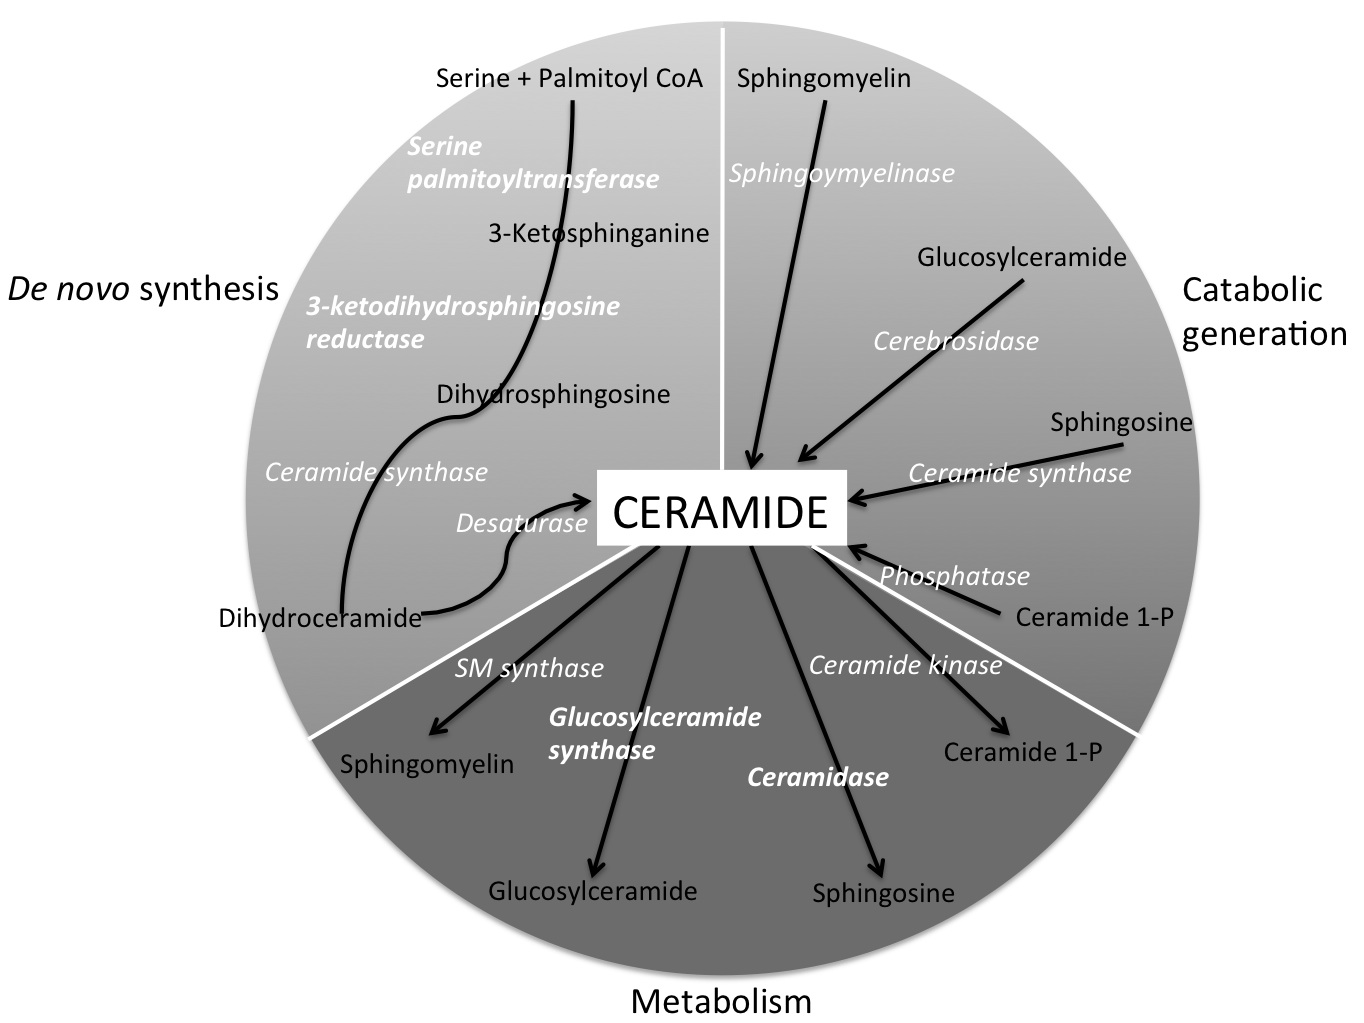 De novo synthesis
Serine + Palmitoyl CoA
Serine
palmitoyltransferase
3-Ketosphinganine
3-ketodihydrosphingosine
reductase
Dihydrosphingosine
Ceramide synthase
Desaturase
Dihydroceramide
CERAMIDE
Catabolic
generation
Sphingomyelin
Sphingoymyelinase
Glucosylceramide
Cerebrosidase
Sphingosine
Ceramide synthase
Phosphatase
Ceramide 1-P
SM synthase
Sphingomyelin
Glucosylceramide
synthase
Glucosylceramide
Ceramidase
Sphingosine
Ceramide kinase
Ceramide 1-P
Metabolism